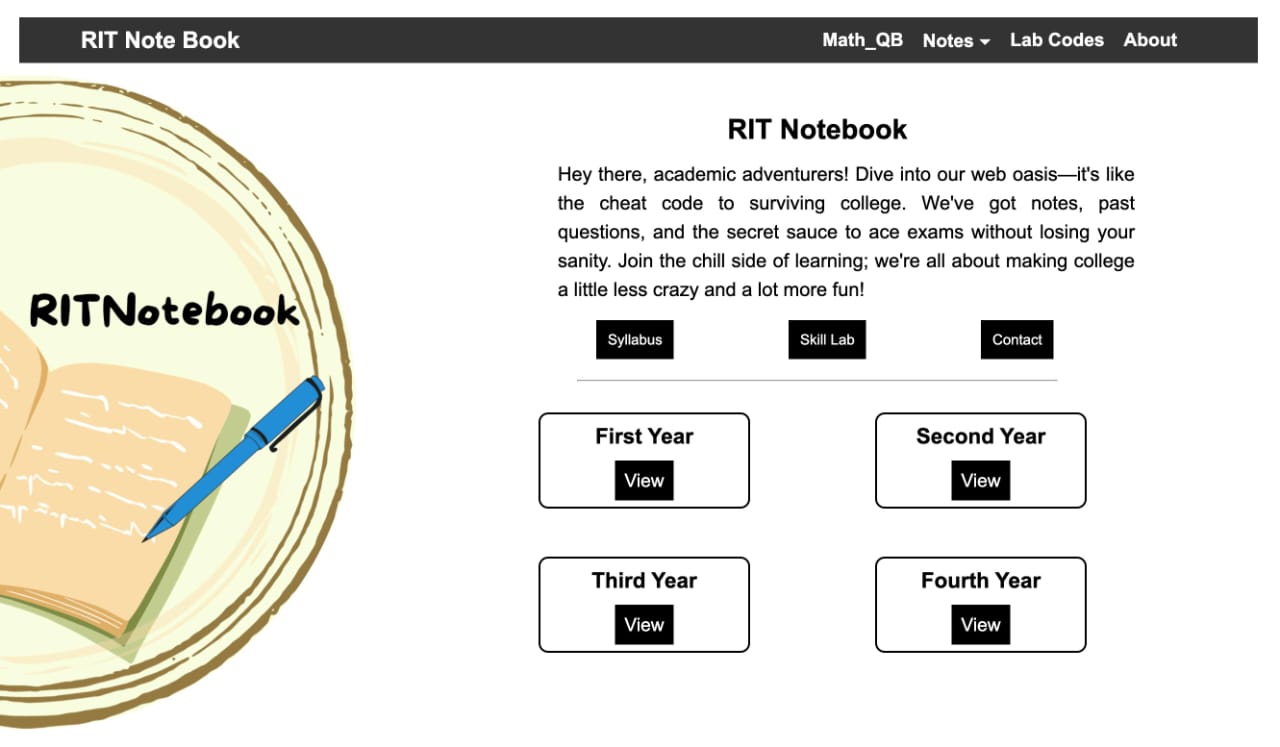 RIT Note Book
Math_QB Notes Lab Codes About
RITNotebook
RIT Notebook
Hey there, academic adventurers! Dive into our web oasis—it's like
the cheat code to surviving college. We've got notes, past
questions, and the secret sauce to ace exams without losing your
sanity. Join the chill side of learning; we're all about making college
a little less crazy and a lot more fun!
Syllabus Skill Lab Contact
First Year Second Year
View View
Third Year Fourth Year
View View